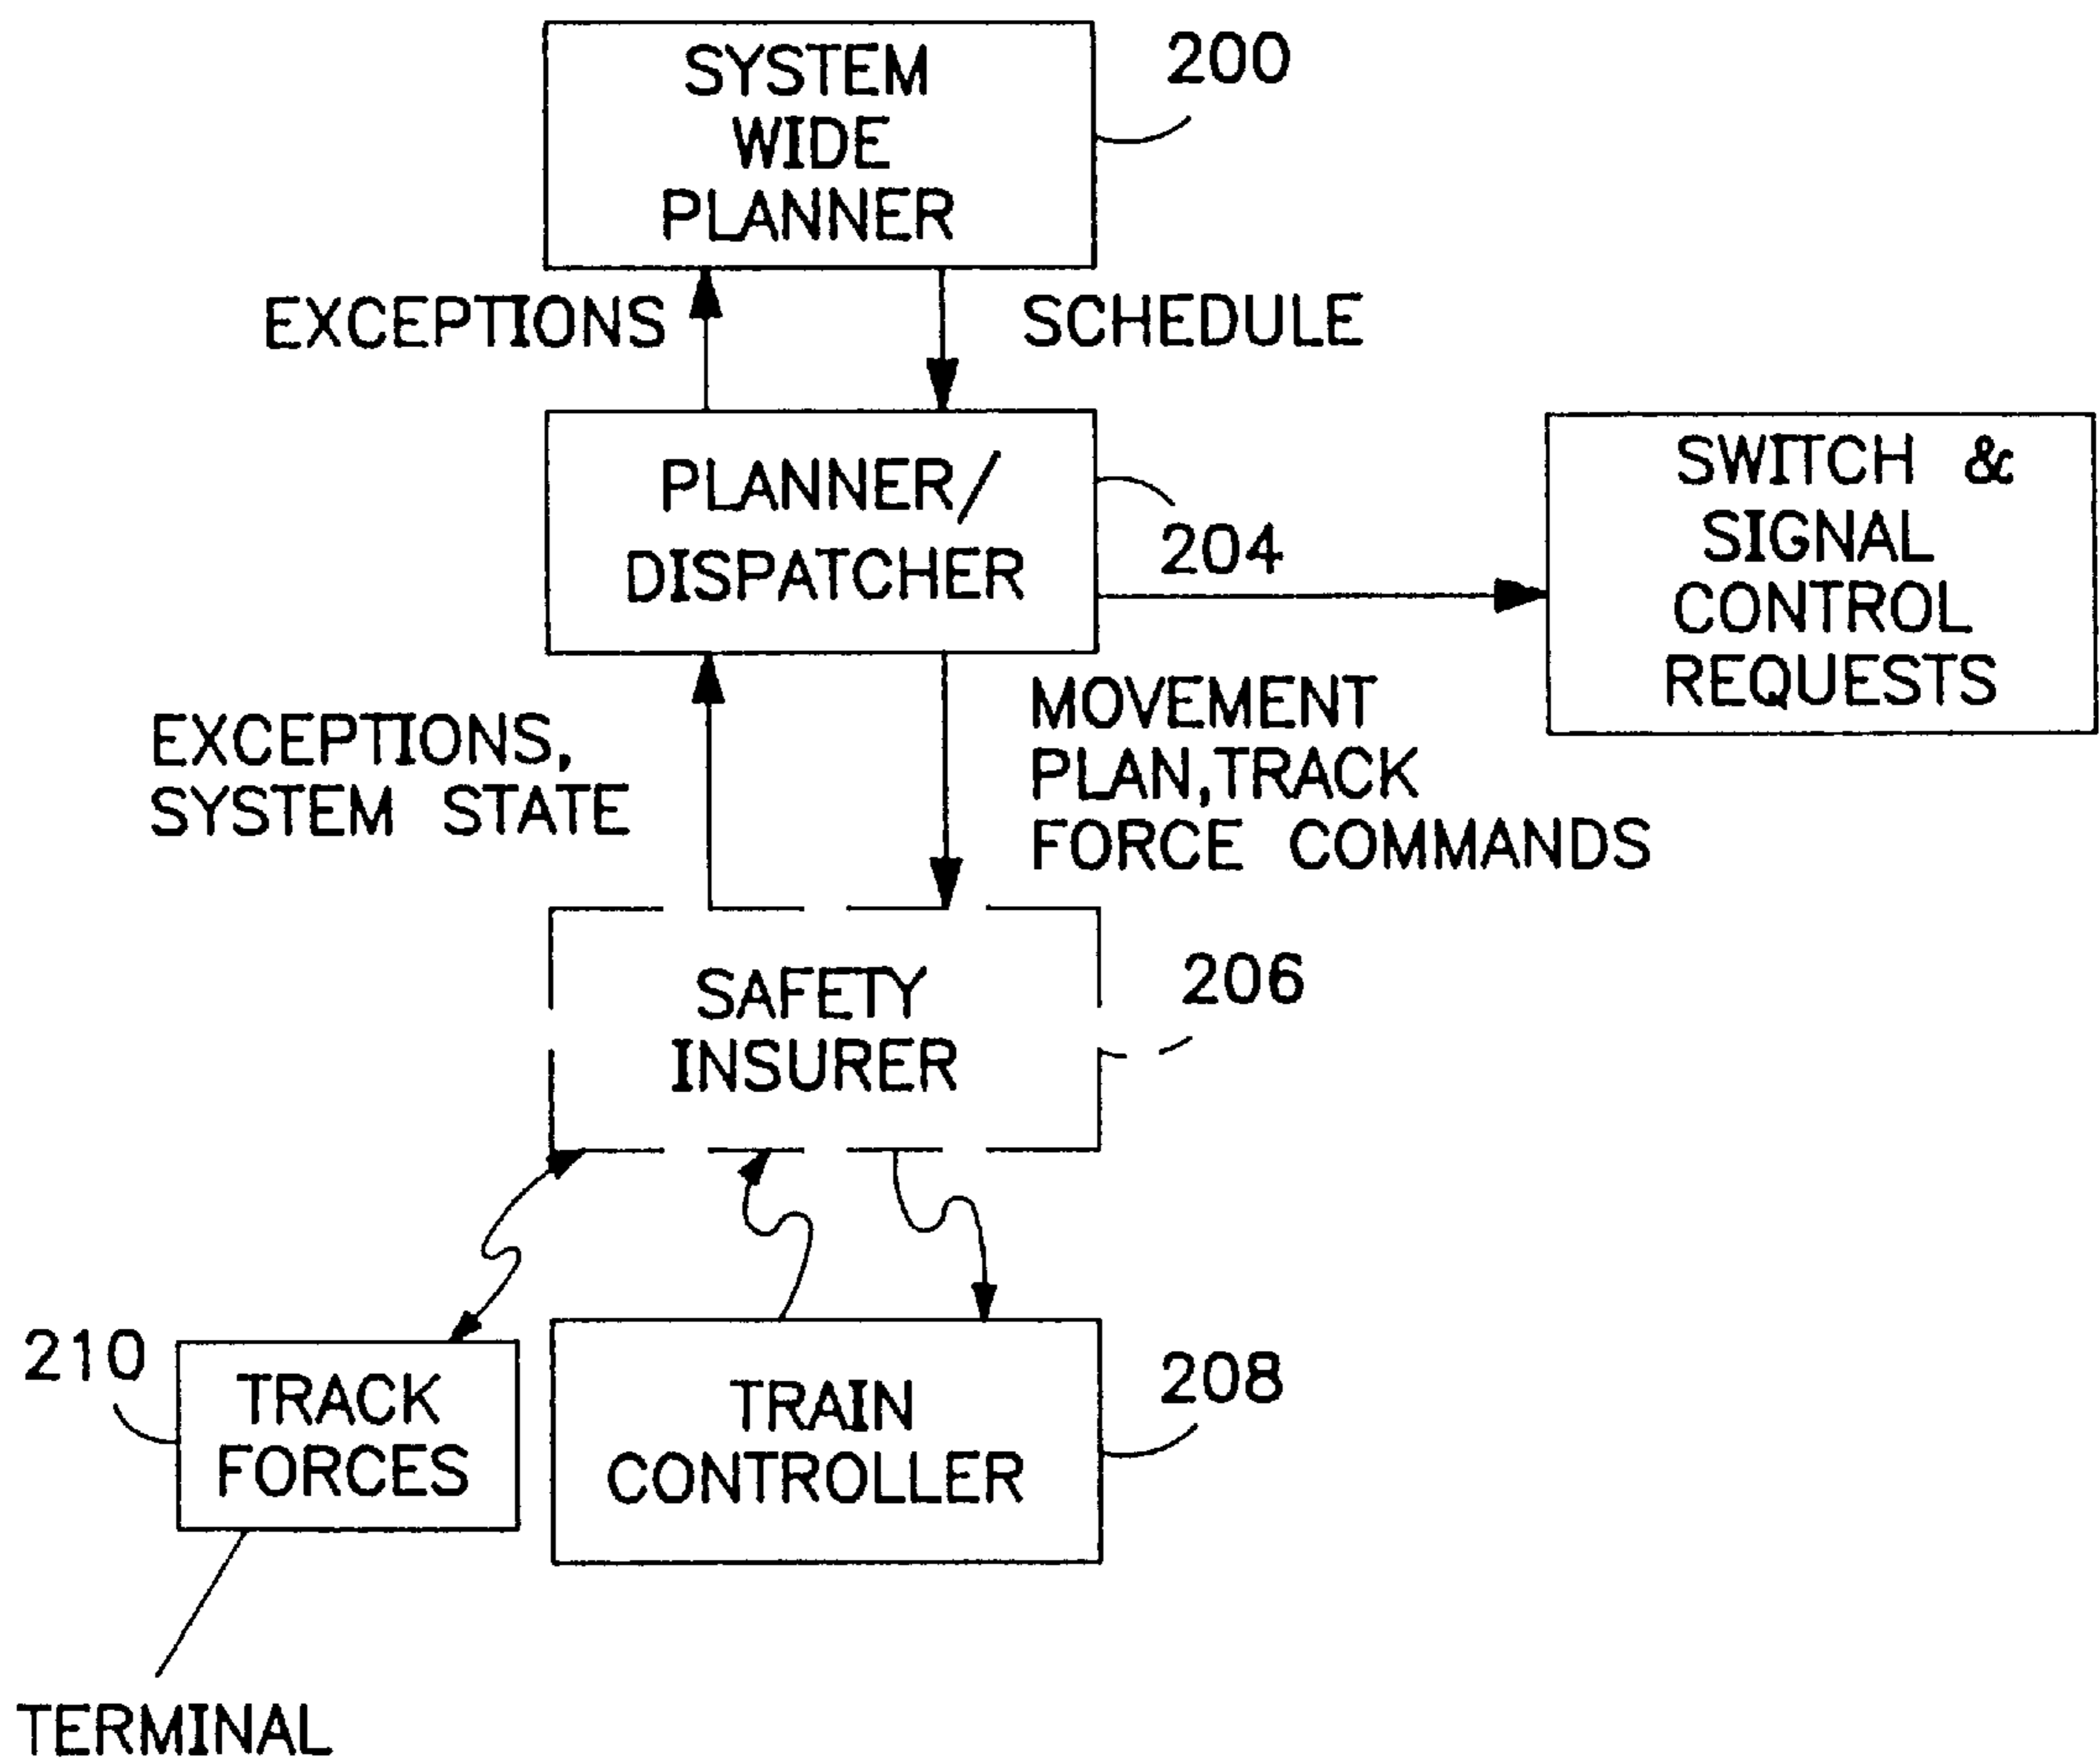 SYSTEM
WIDE
PLANNER
200
EXCEPTIONS
SCHEDULE
PLANNER/
DISPATCHER
204
SWITCH &
SIGNAL
CONTROL
REQUESTS
EXCEPTIONS,
SYSTEM STATE
MOVEMENT
PLAN,TRACK
FORCE COMMANDS
SAFETY
INSURER
206
210
TRACK
FORCES
TRAIN
CONTROLLER
208
TERMINAL